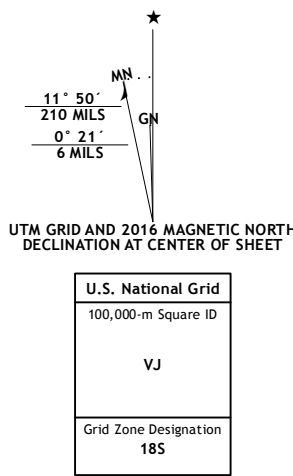 ★
MN
GN
11° 50´
210 MILS
0° 21´
6 MILS
UTM GRID AND 2016 MAGNETIC NORTH
DECLINATION AT CENTER OF SHEET
U.S. National Grid
100,000-m Square ID
VJ
Grid Zone Designation
18S